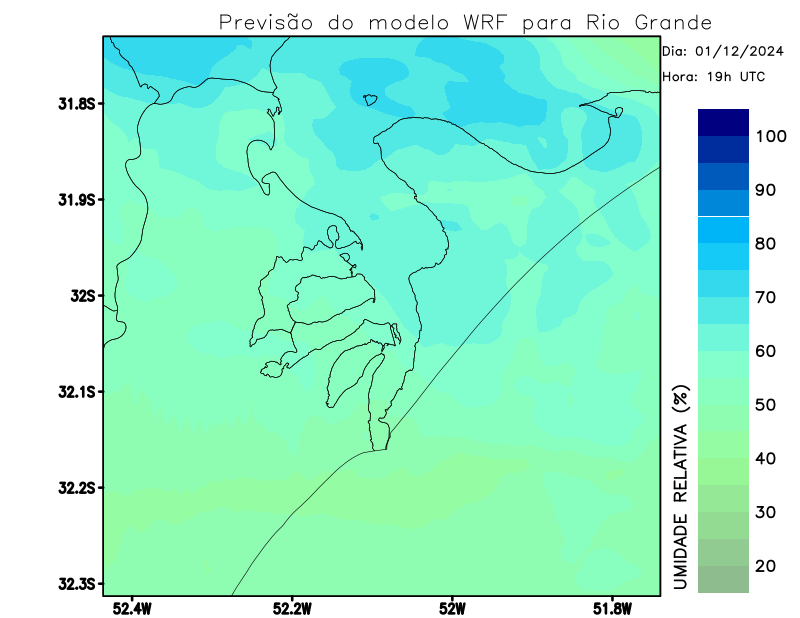 Previsão do modelo WRF para Rio Grande
Dia: 01/12/2024
Hora: 19h UTC
31.8S
31.9S
32S
32.1S
32.2S
32.3S
52.4W
52.2W
52W
51.8W
UMIDADE RELATIVA (%)
100
90
80
70
60
50
40
30
20